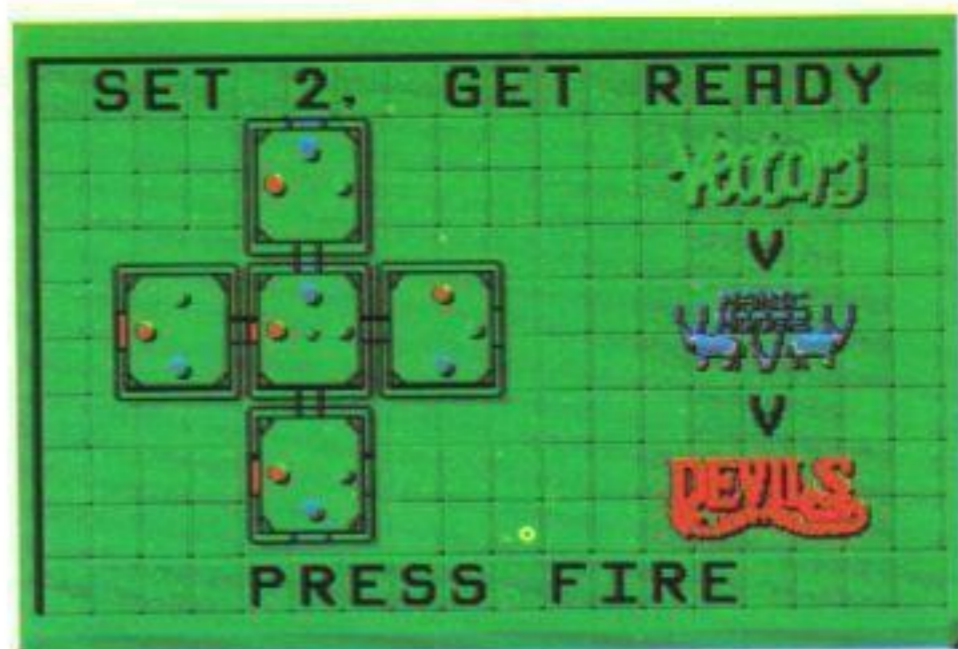 SET 2. GET READY
V
V
DEVILS
PRESS FIRE